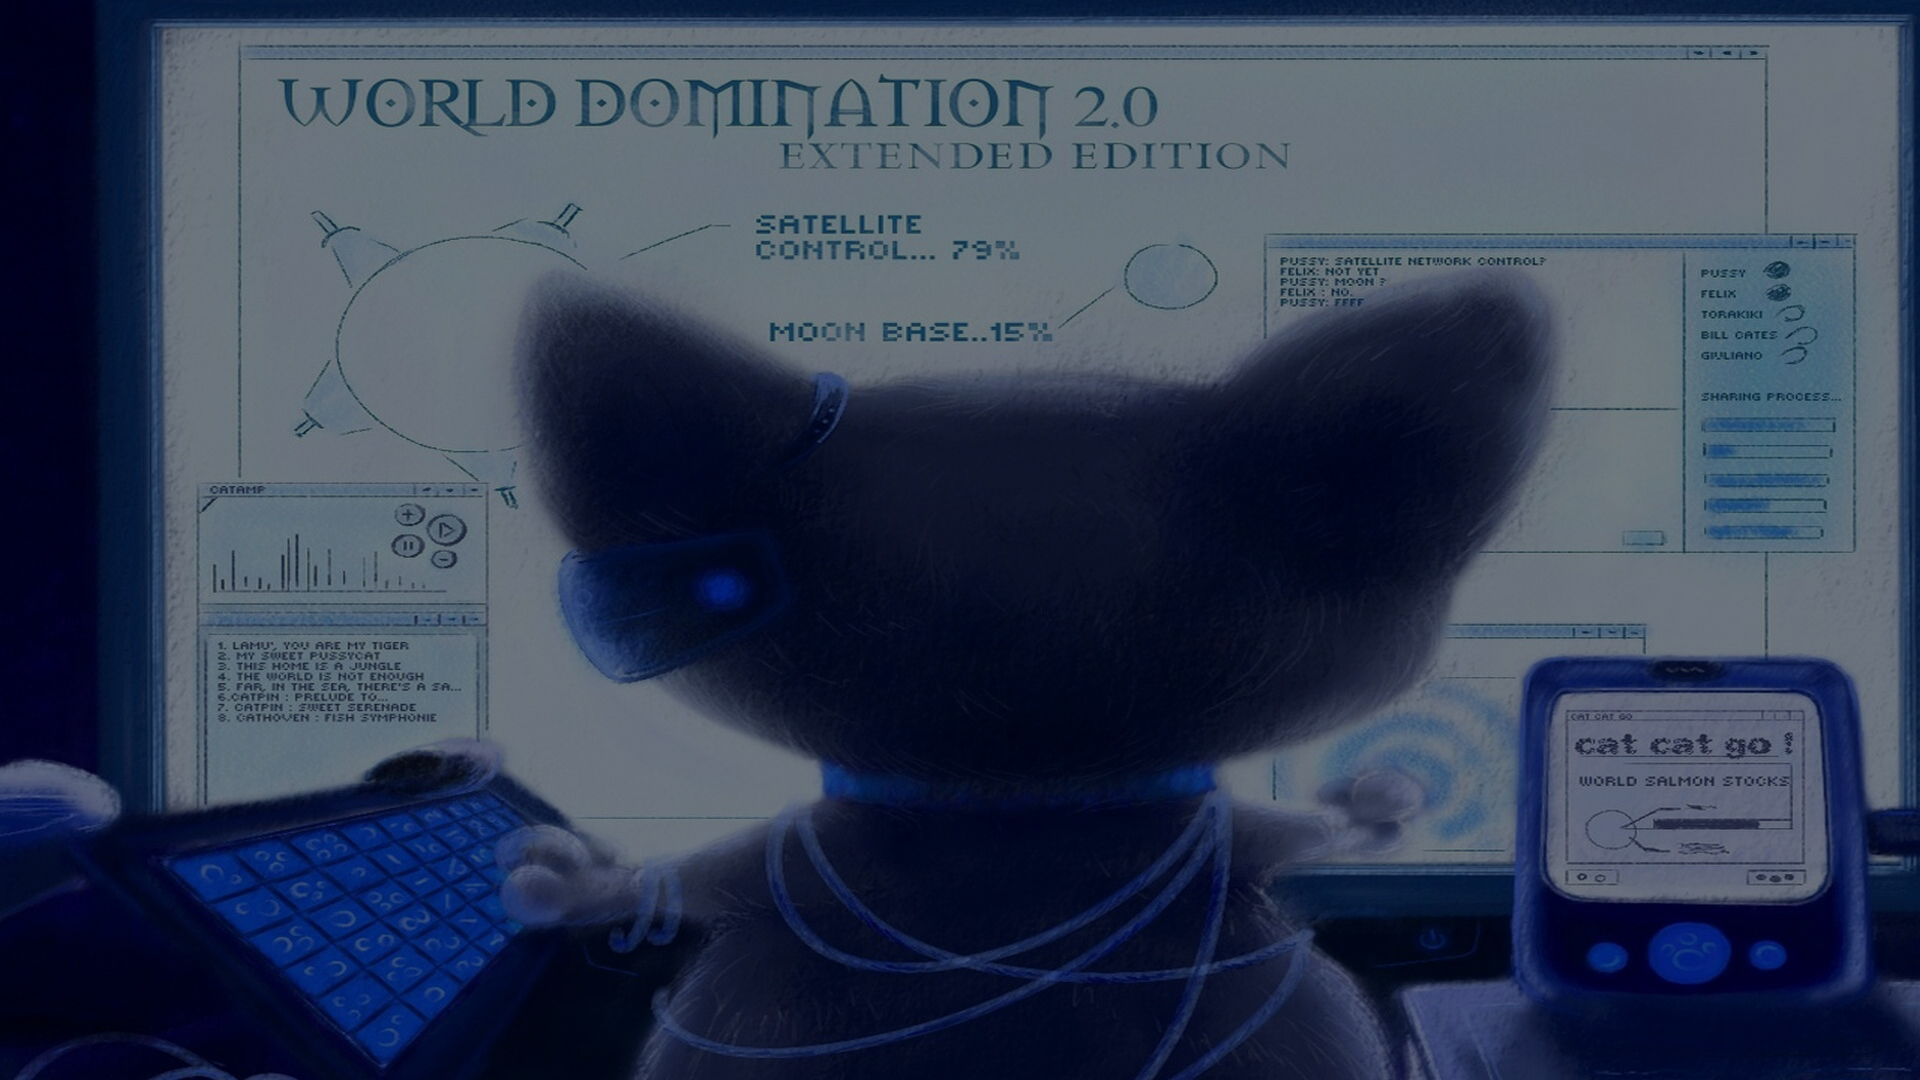 WORLD DOMINATION 2.0
EXTENDED EDITION
SATELLITE
CONTROL... 79%
MOON BASE..15%
PUSSY: SATELLITE NETWORK CONTROL?
FELIX: NOT YET
PUSSY: MOON ?
FELIX : NO.
PUSSY: FFFF
PUSSY
FELIX
TORAKIKI
BILL CATES
GIULIANO
SHARING PROCESS...
CATAMP
1. LAMU', YOU ARE MY TIGER
2. MY SWEET PUSSYCAT
3. THIS HOME IS A JUNGLE
4. THE WORLD IS NOT ENOUGH
5. FAR, IN THE SEA, THERE'S A SA...
6.CATPIN : PRELUDE TO...
7. CATPIN : SWEET SERENADE
8. CATHOVEN : FISH SYMPHONIE
CAT CAT GO
cat cat go
WORLD SALMON STOCKS